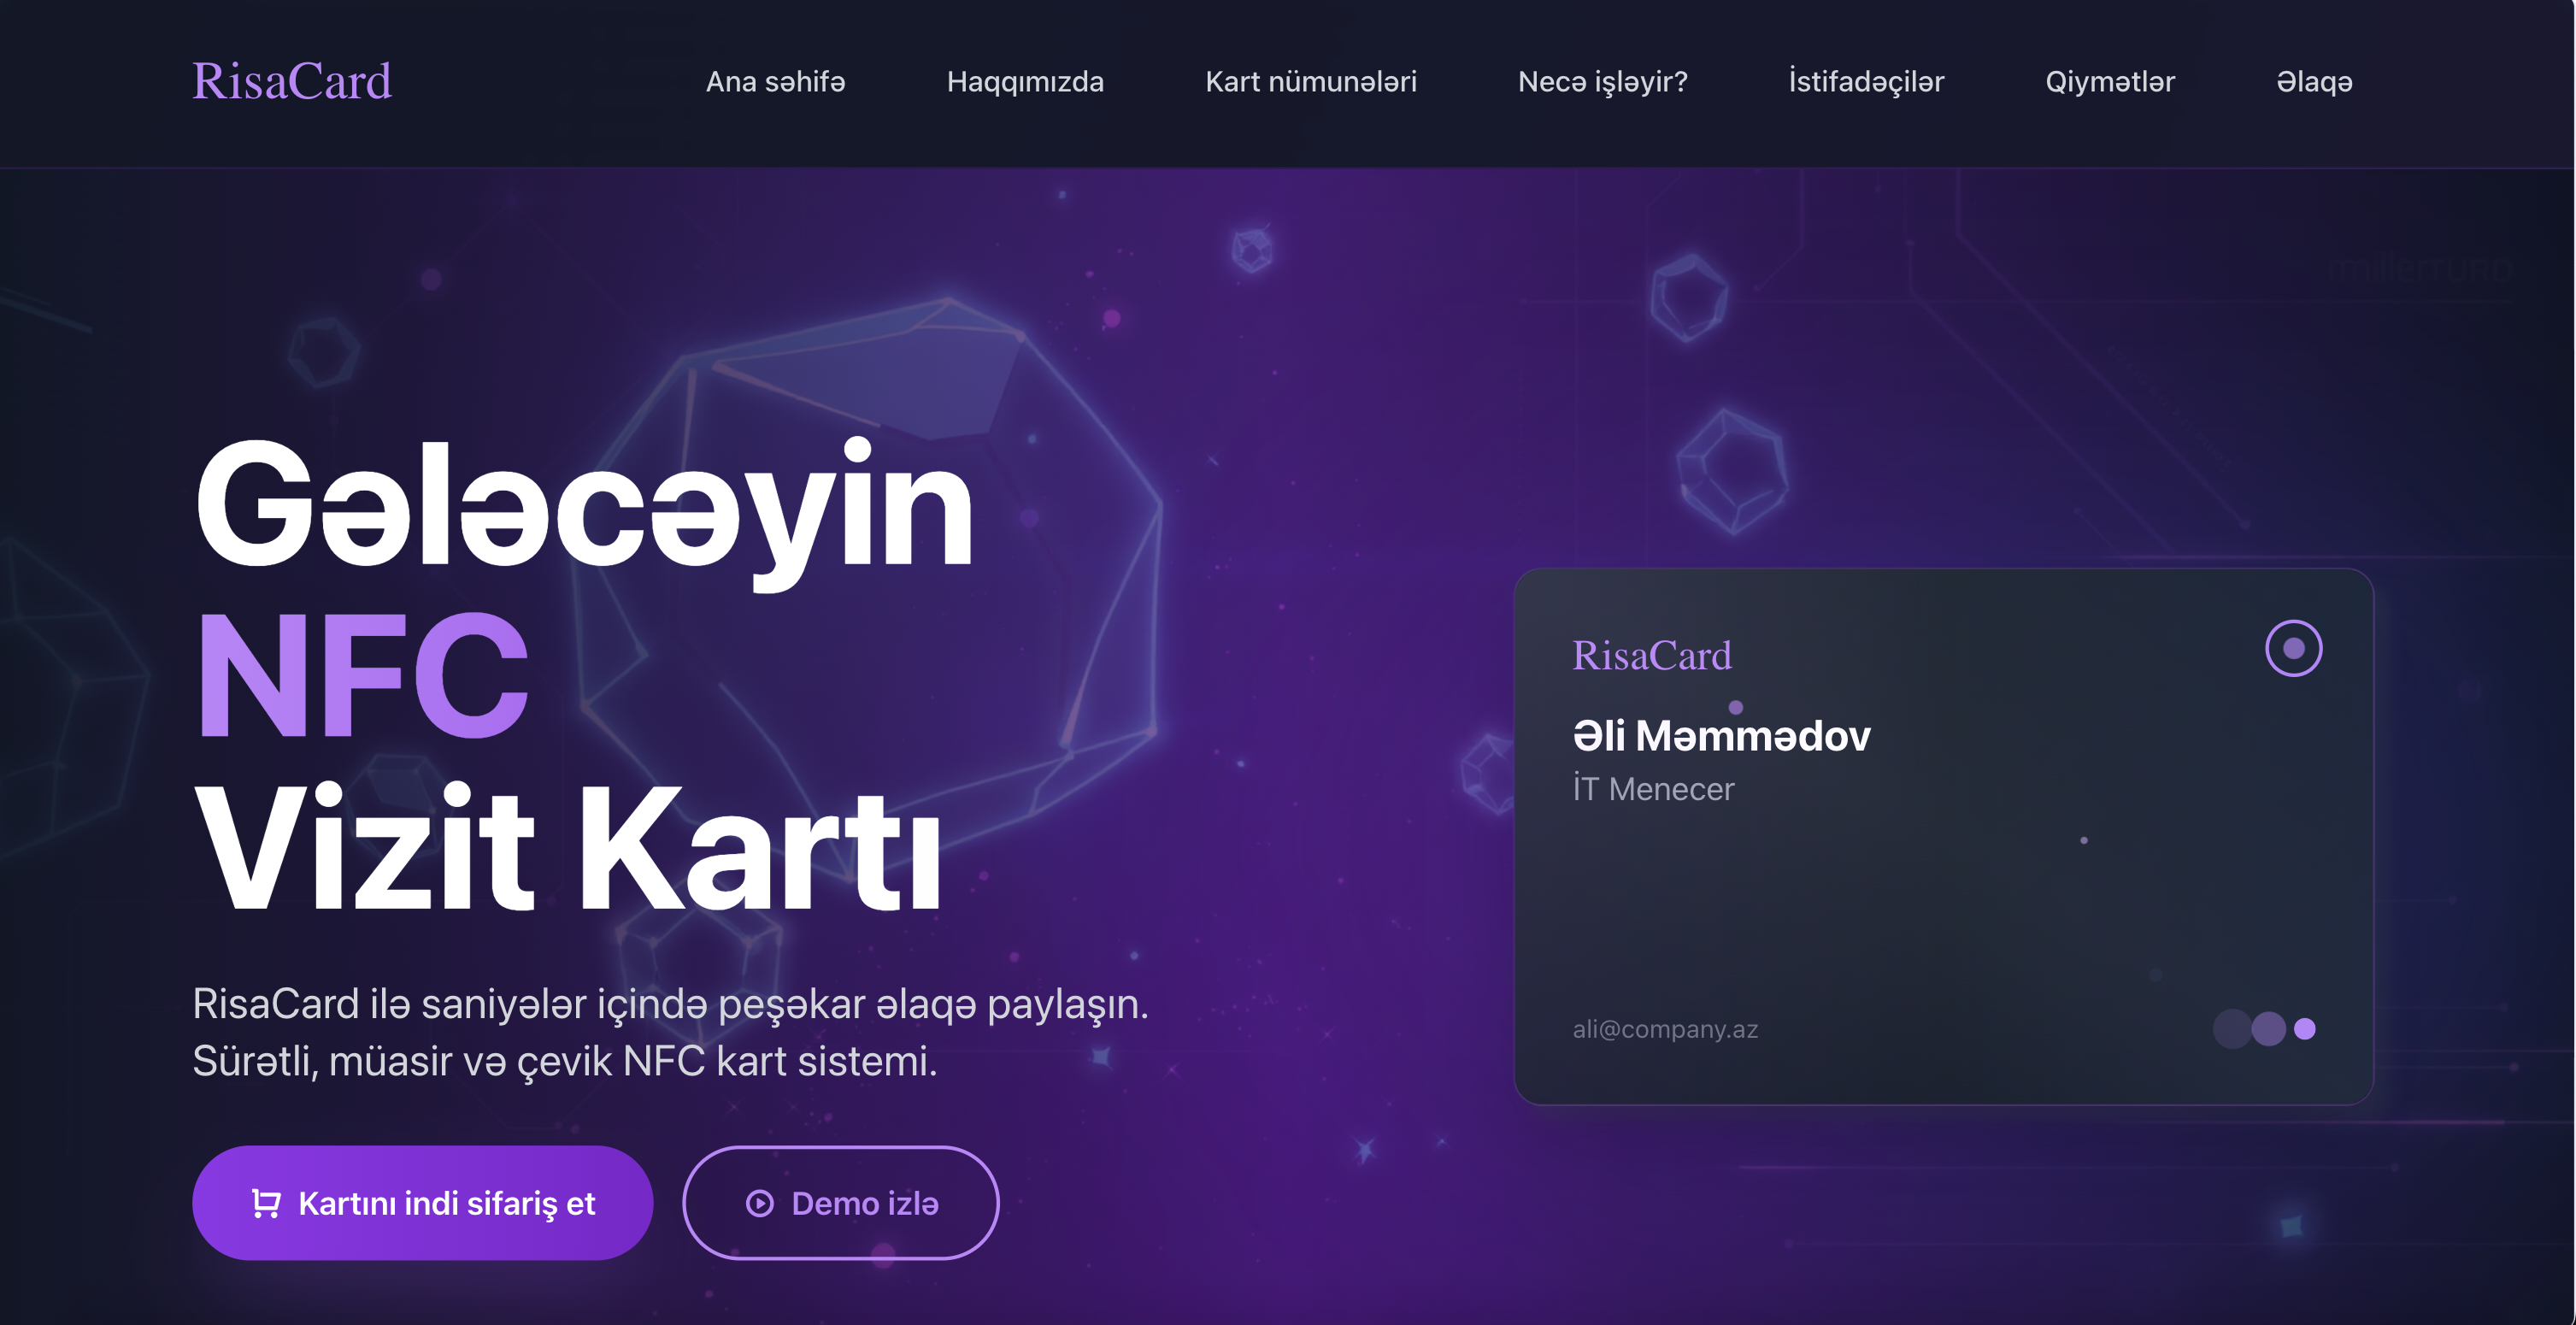 RisaCard
Ana səhifə
Haqqımızda
Kart nümunələri
Necə işləyir?
İstifadəçilər
Qiymətlər
Əlaqə
Gələcəyin
NFC
Vizit Kartı
RisaCard ilə saniyələr içində peşəkar əlaqə paylaşın.
Sürətli, müasir və çevik NFC kart sistemi.
Kartını indi sifariş et
Demo izlə
RisaCard
Əli Məmmədov
İT Menecer
ali@company.az